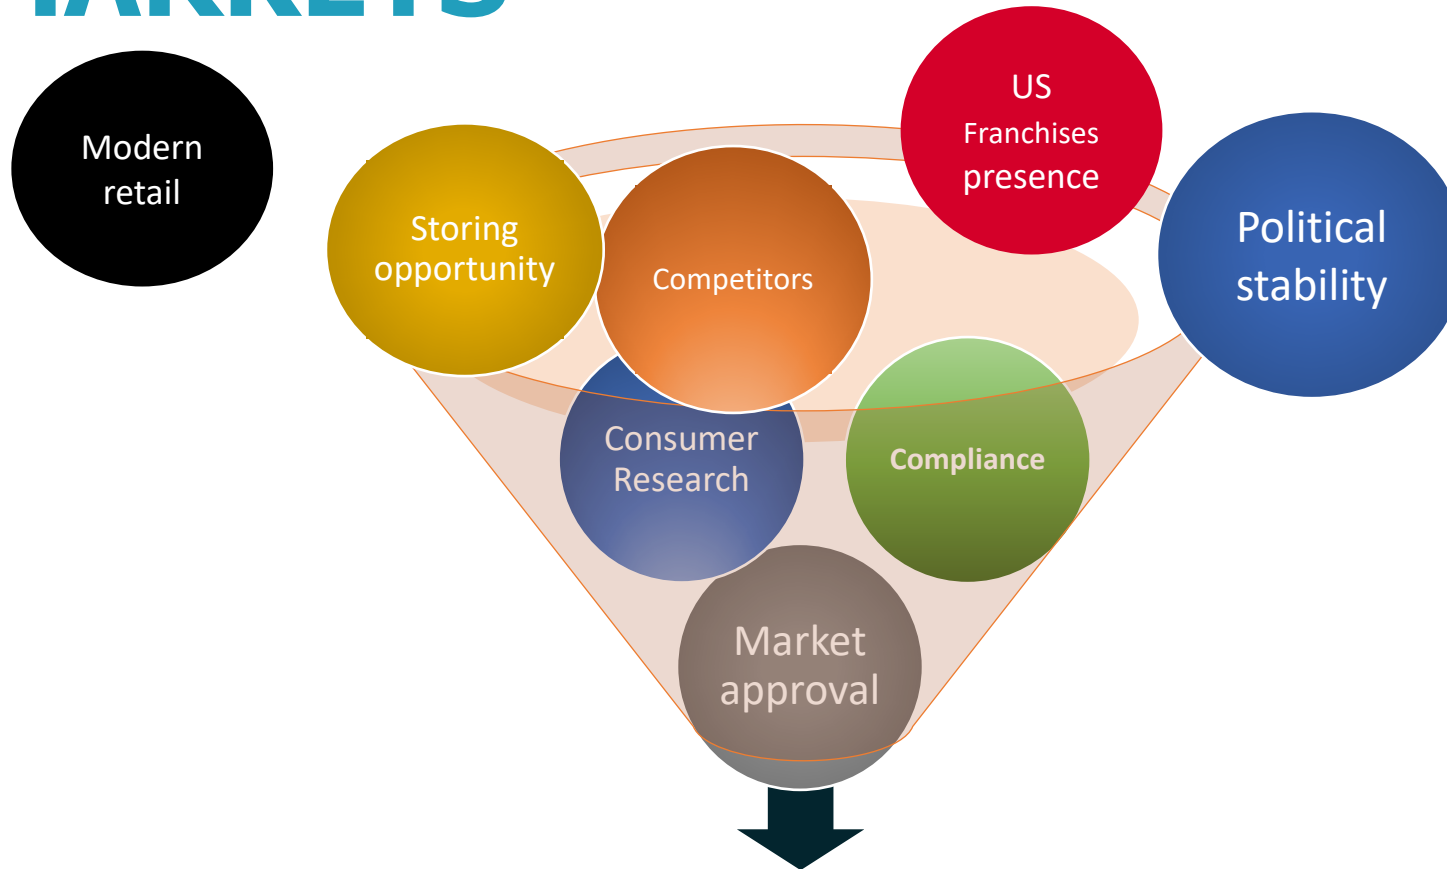 Modern
retail
US
Franchises
presence
Storing
opportunity
Competitors
Political
stability
Consumer
Research
Compliance
Market
approval